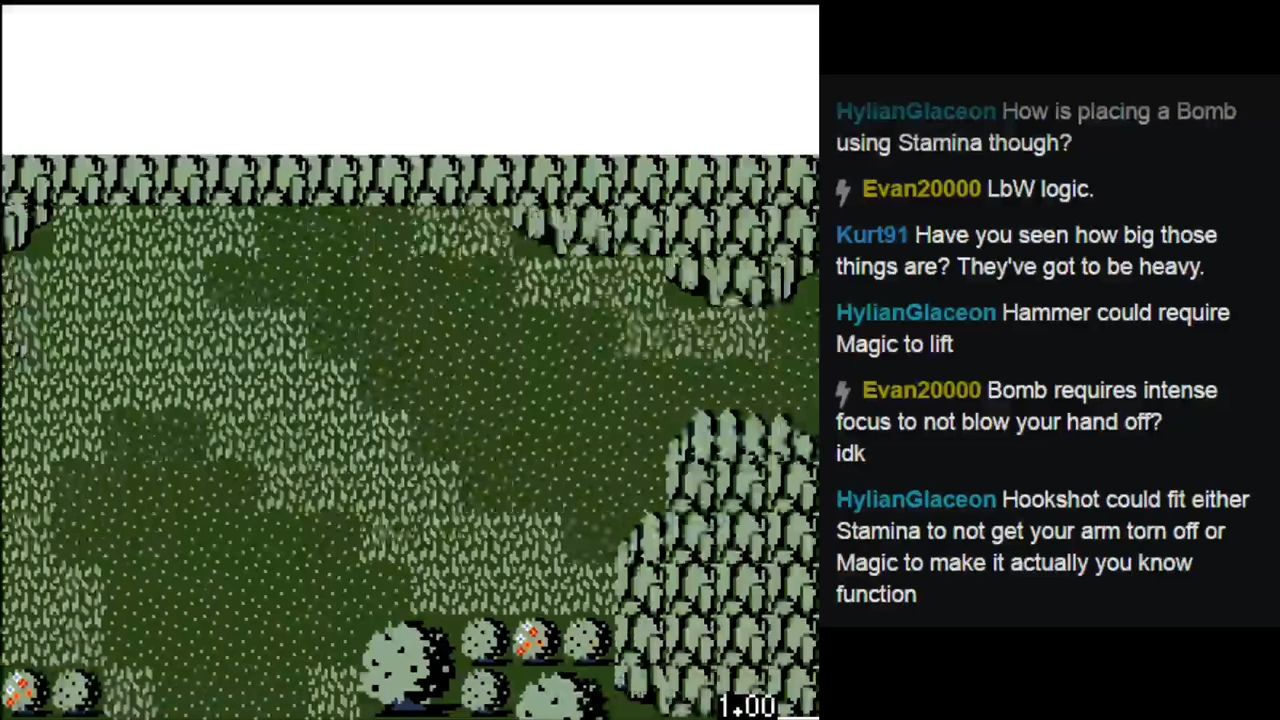 HylianGlaceon How is placing a Bomb
using Stamina though?
Evan20000 LbW logic.
Kurt91 Have you seen how big those
things are? They've got to be heavy.
HylianGlaceon Hammer could require
Magic to lift
Evan20000 Bomb requires intense
focus to not blow your hand off?
idk
HylianGlaceon Hookshot could fit either
Stamina to not get your arm torn off or
Magic to make it actually you know
function
1.00